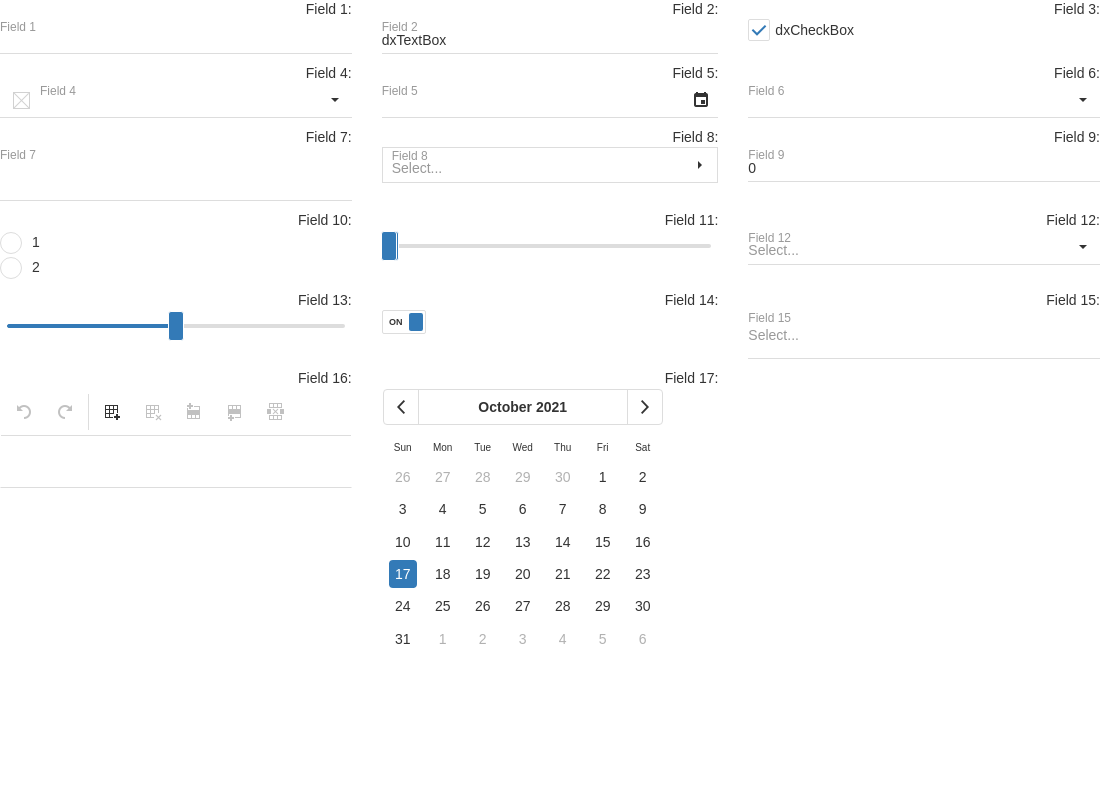 Field 1: Field 2: Field 3:
Field 1 Field 2
dxTextBox dxCheckBox
Field 4: Field 5: Field 6:
Field 4 Field 5 Field 6
Field 7: Field 8: Field 9:
Field 7 Field 8 Field 9
Select... 0
Field 10: Field 11: Field 12:
1 Field 12
Select...
2
Field 13: Field 14: Field 15:
ON Field 15
Select...
Field 16: Field 17:
October 2021
Sun Mon Tue Wed Thu Fri Sat
26 27 28 29 30 1 2
3 4 5 6 7 8 9
10 11 12 13 14 15 16
17 18 19 20 21 22 23
24 25 26 27 28 29 30
31 1 2 3 4 5 6